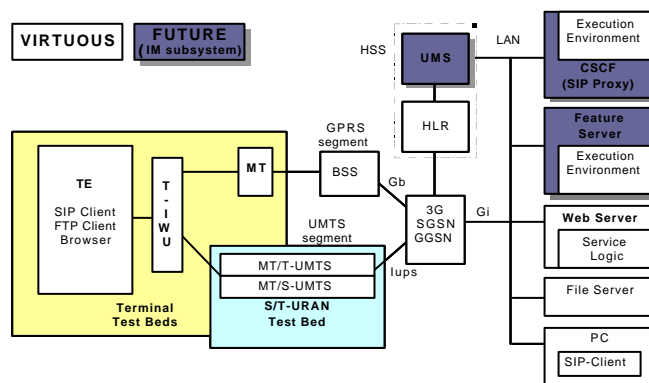 VIRTUOUS
FUTURE
(IM subsystem)
HSS
UMS
LAN
Execution
Environment
CSCF
(SIP Proxy)
HLR
Feature
Server
Execution
Environment
GPRS
segment
MT
BSS
Gb
TE
SIP Client
FTP Client
Browser
T
-
I
W
U
3G
SGSN
GGSN
Gi
Web Server
Service
Logic
UMTS
segment
MT/T-UMTS
MT/S-UMTS
Iups
File Server
Terminal
Test Beds
S/T-URAN
Test Bed
PC
SIP-Client